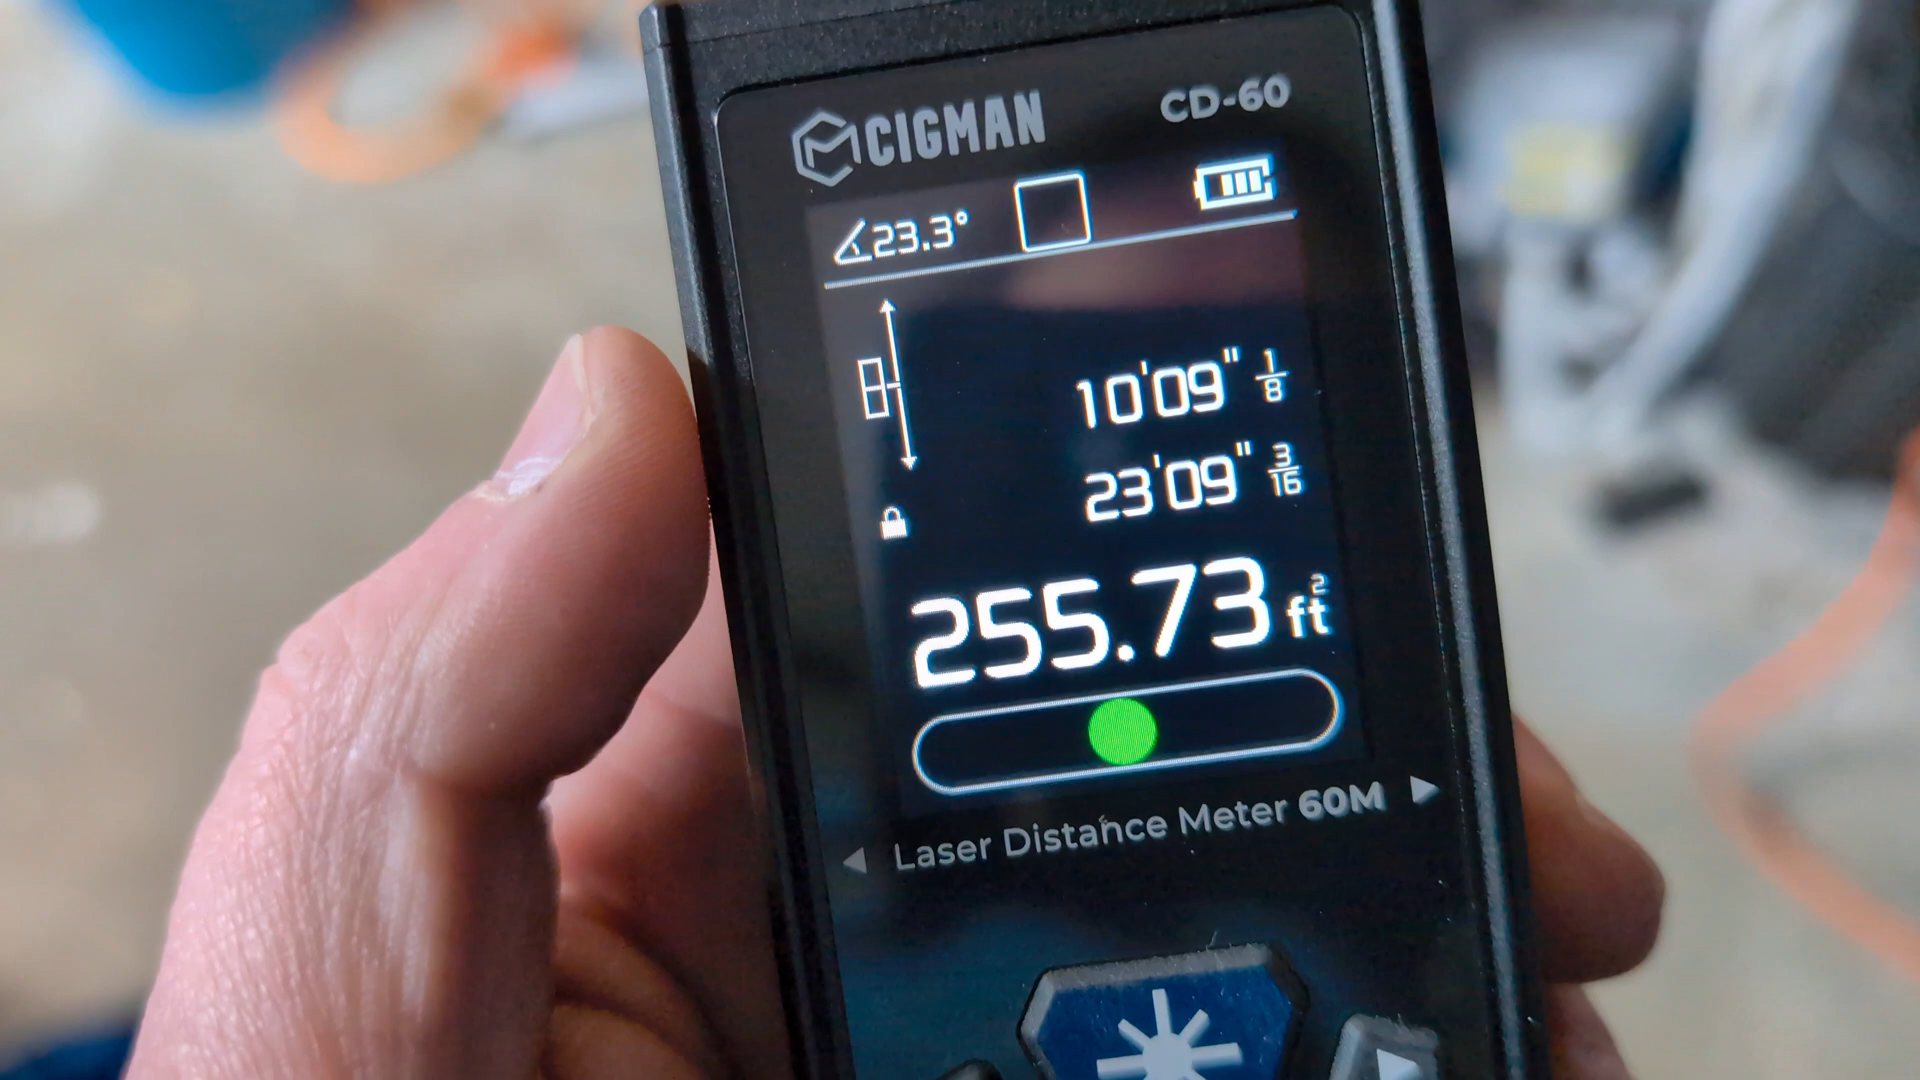 CIGMAN CD-60
23.3°
10'09" 1/8
23'09" 3/16
255.73 ft²
Laser Distance Meter 60M